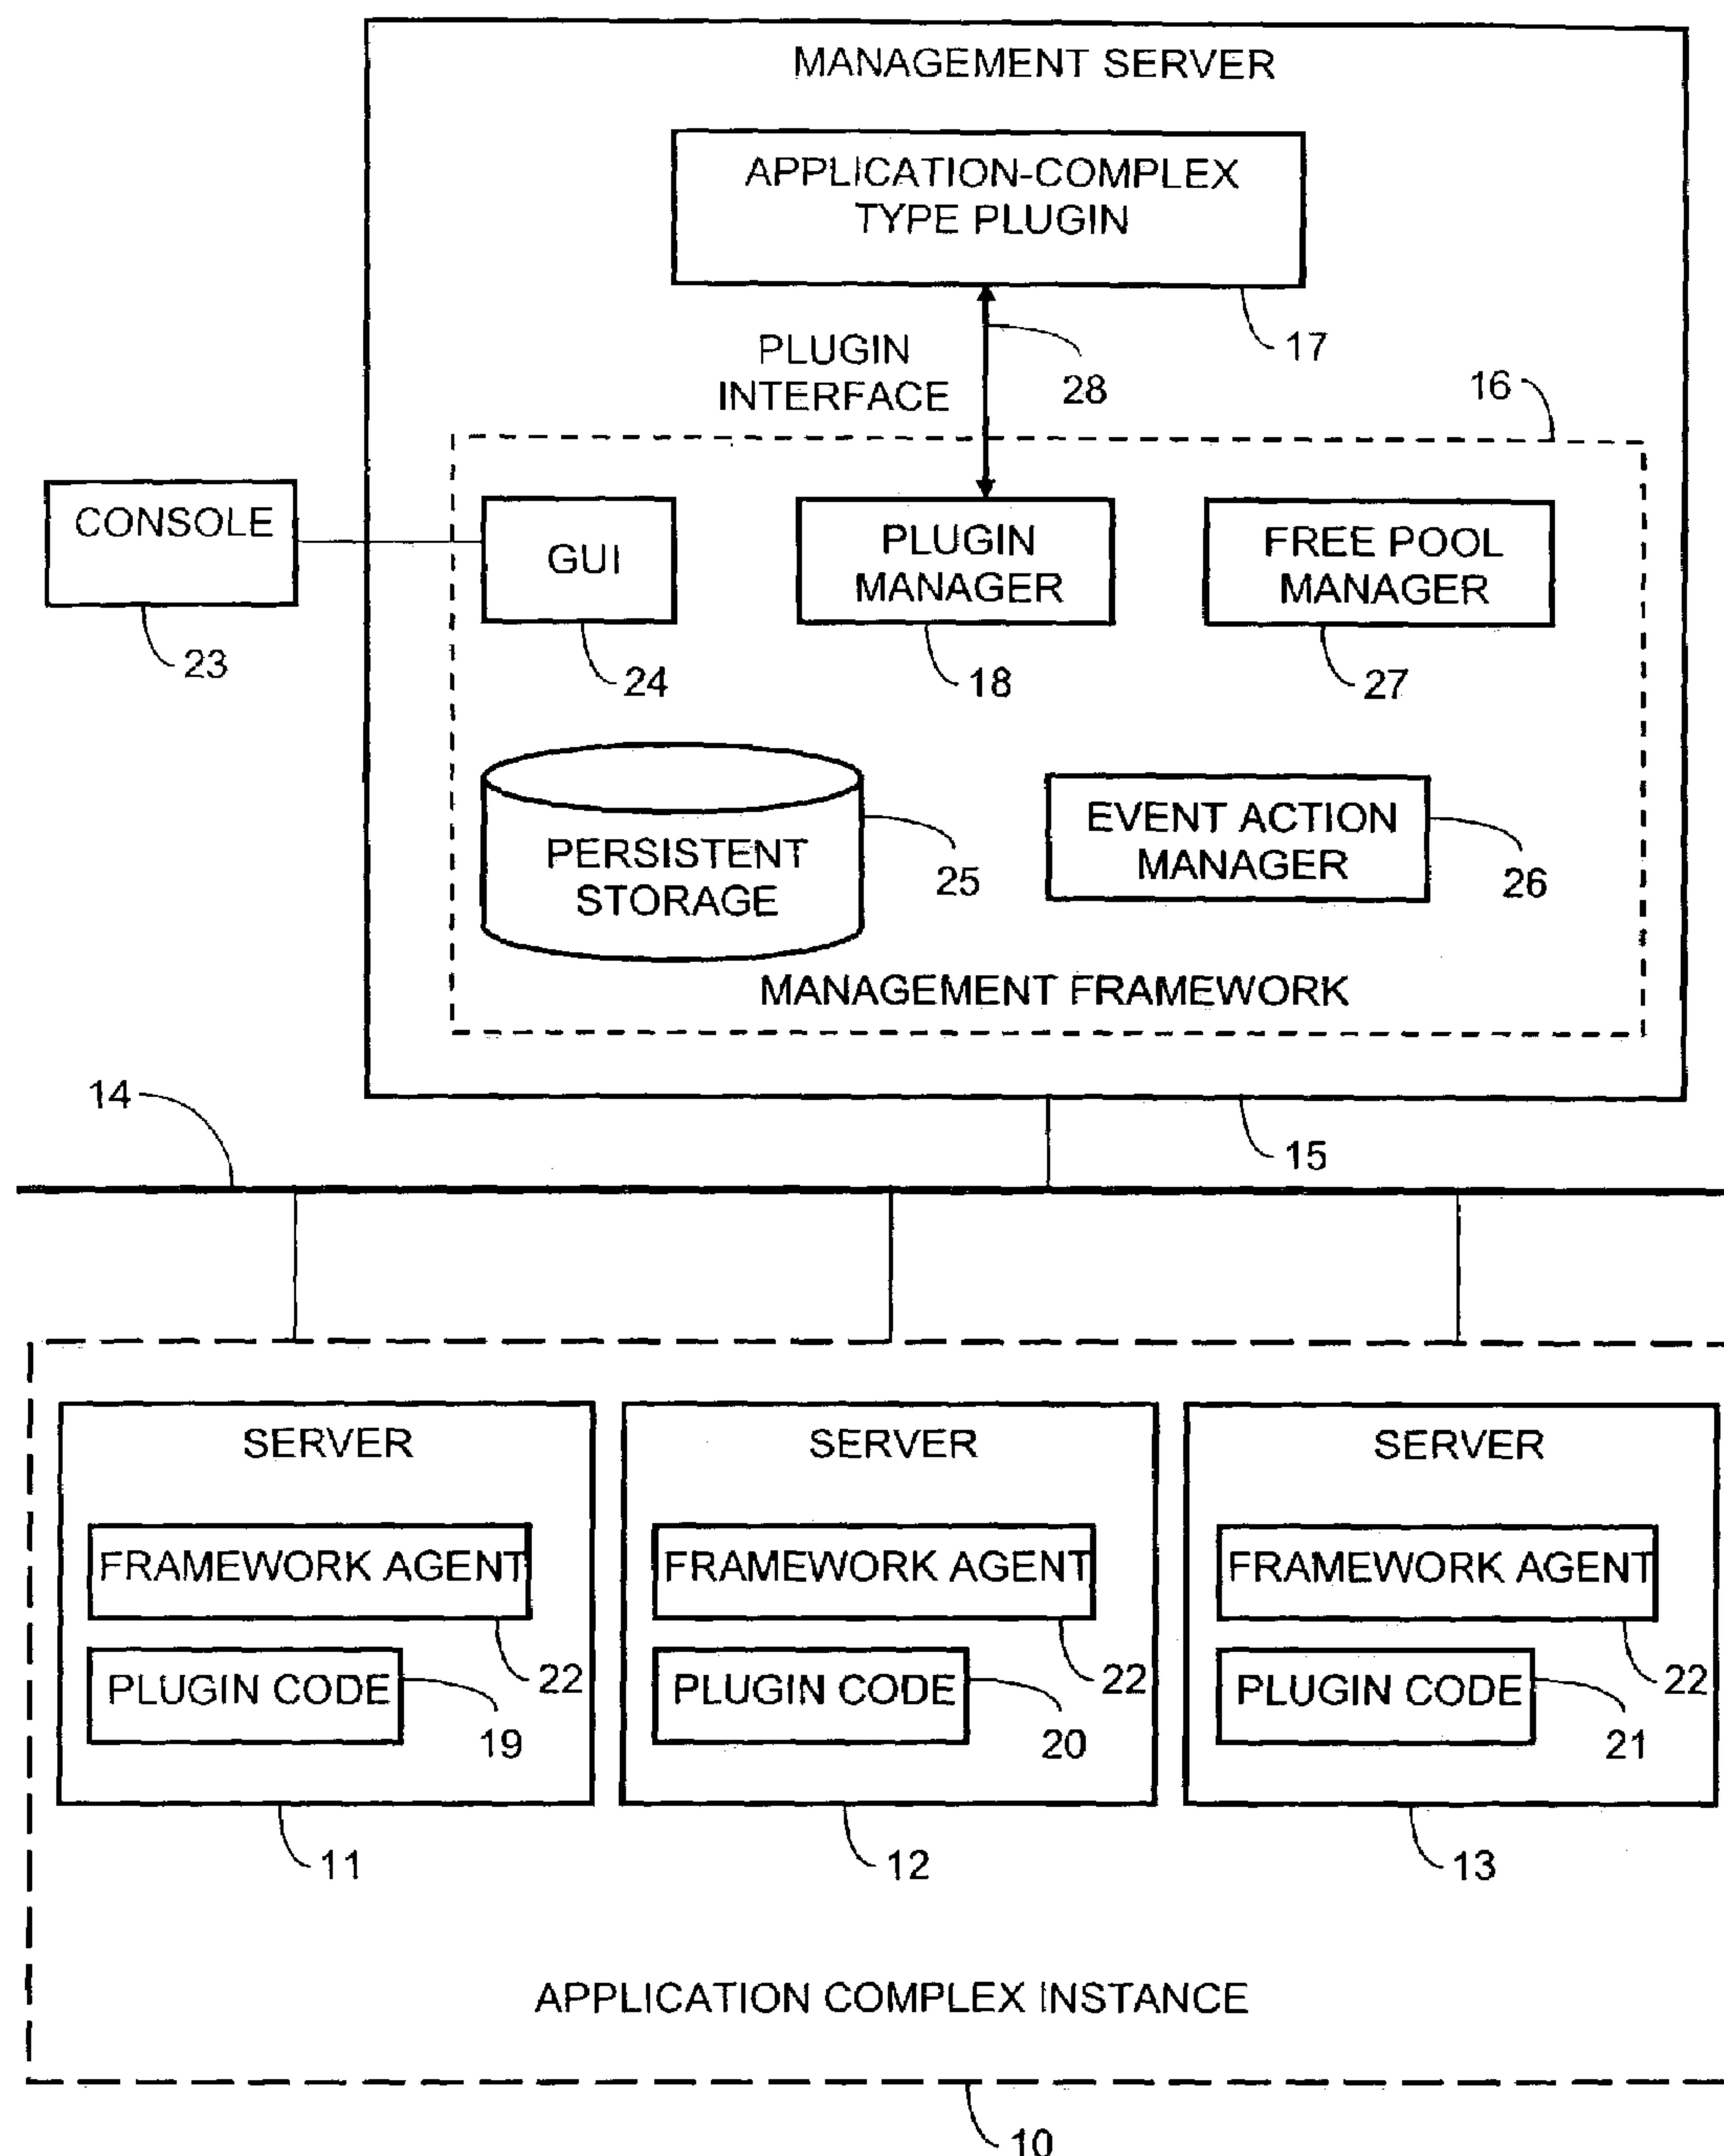 MANAGEMENT SERVER
APPLICATION-COMPLEX
TYPE PLUGIN
17
PLUGIN
INTERFACE
28
16
CONSOLE
23
GUI
24
PLUGIN
MANAGER
18
FREE POOL
MANAGER
27
PERSISTENT
STORAGE
25
EVENT ACTION
MANAGER
26
MANAGEMENT FRAMEWORK
14
15
SERVER
FRAMEWORK AGENT
22
PLUGIN CODE
19
11
SERVER
FRAMEWORK AGENT
22
PLUGIN CODE
20
12
SERVER
FRAMEWORK AGENT
22
PLUGIN CODE
21
13
APPLICATION COMPLEX INSTANCE
10